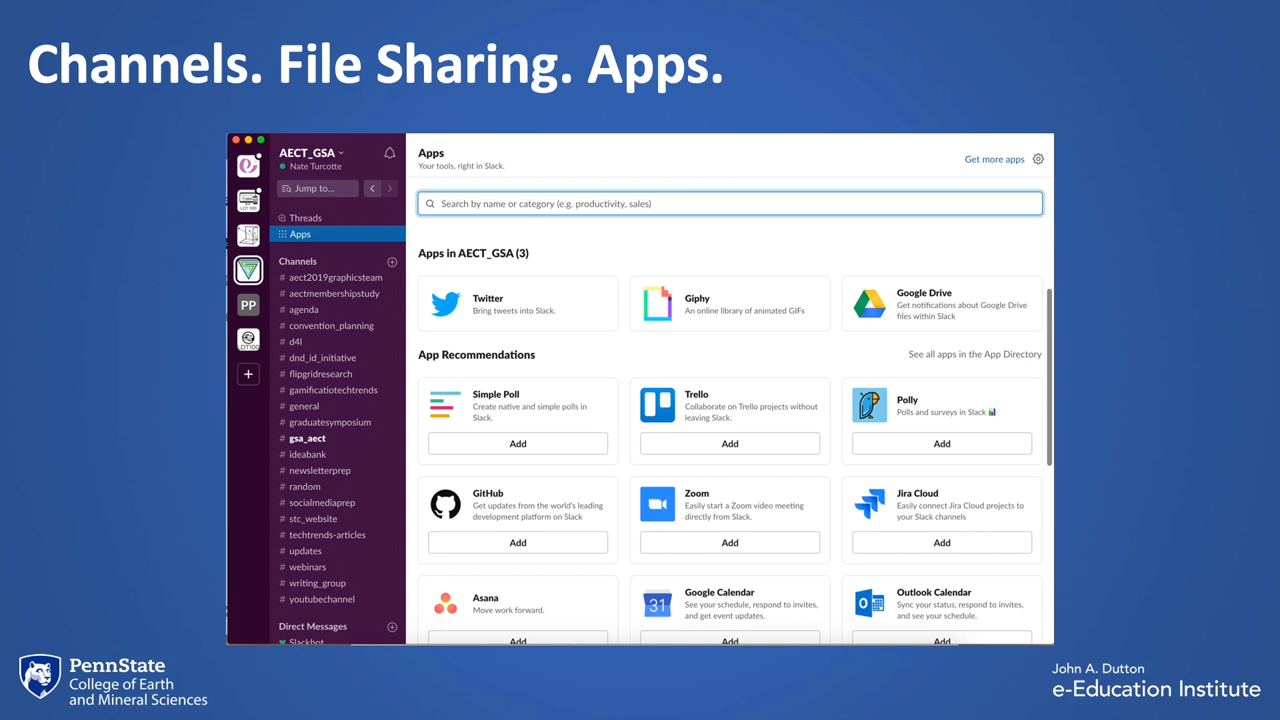 Channels. File Sharing. Apps.
AECT_GSA
Nate Turcotte
Jump to...
Threads
Apps
Channels
# aect2019graphicsteam
# aectmembershipstudy
# agenda
# convention_planning
# d4l
# dnd_id_initiative
# flipgridresearch
# gamificatiotechtrends
# general
# graduatesymposium
# gsa_aect
# ideabank
# newsletterprep
# random
# socialmediaprep
# stc_website
# techtrends-articles
# updates
# webinars
# writing_group
# youtubechannel
Direct Messages
Slackbot
LDT 100
PP
LDT100
Apps
Your tools, right in Slack.
Get more apps
Search by name or category (e.g. productivity, sales)
Apps in AECT_GSA (3)
Twitter
Bring tweets into Slack.
Giphy
An online library of animated GIFs
Google Drive
Get notifications about Google Drive
files within Slack
App Recommendations
See all apps in the App Directory
Simple Poll
Create native and simple polls in
Slack.
Add
Trello
Collaborate on Trello projects without
leaving Slack.
Add
Polly
Polls and surveys in Slack
Add
GitHub
Get updates from the world's leading
development platform on Slack
Add
Zoom
Easily start a Zoom video meeting
directly from Slack.
Add
Jira Cloud
Easily connect Jira Cloud projects to
your Slack channels
Add
Asana
Move work forward.
Add
31
Google Calendar
See your schedule, respond to invites,
and get event updates.
Add
Outlook Calendar
Sync your status, respond to invites,
and see your schedule.
Add
PennState
College of Earth
and Mineral Sciences
John A. Dutton
e-Education Institute